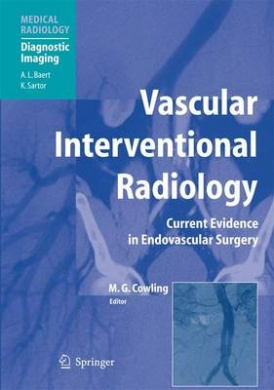 MEDICAL
RADIOLOGY
Diagnostic
Imaging
A. L. Baert
K. Sartor
Vascular
Interventional
Radiology
Current Evidence
in Endovascular Surgery
M. G. Cowling
Editor
Springer